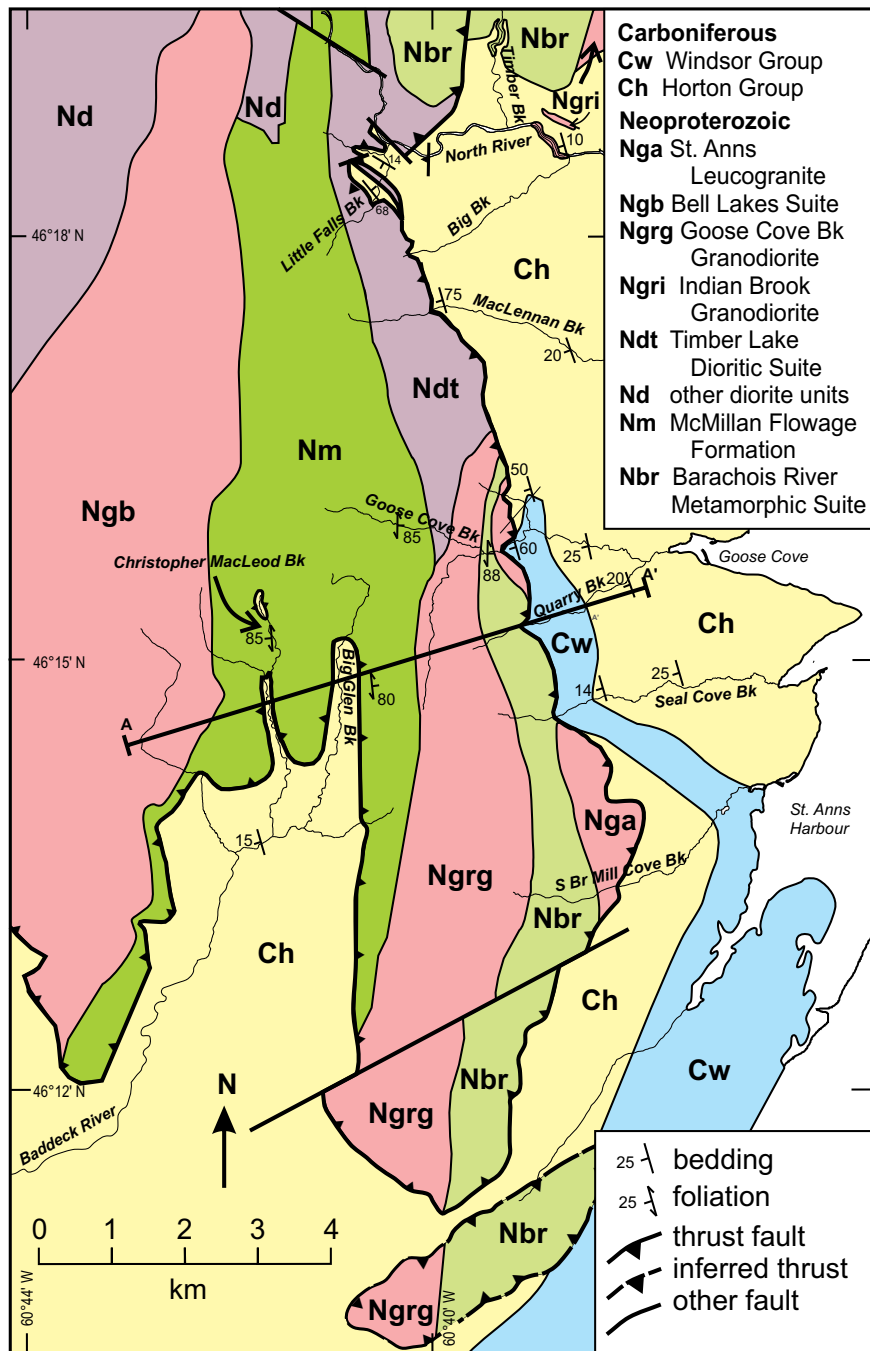 Carboniferous
Cw Windsor Group
Ch Horton Group
Neoproterozoic
Nga St. Anns
Leucogranite
Ngb Bell Lakes Suite
Ngrg Goose Cove Bk
Granodiorite
Ngri Indian Brook
Granodiorite
Ndt Timber Lake
Dioritic Suite
Nd other diorite units
Nm McMillan Flowage
Formation
Nbr Barachois River
Metamorphic Suite
Nbr
Nbr
Timber Bk
Nd
Nd
Ngri
10
North River
14
Little Falls Bk
68
Big Bk
46°18' N
Ch
75
MacLennan Bk
20
Ndt
Nm
50
Ngb
Goose Cove Bk
85
60
25
88
Goose Cove
Christopher MacLeod Bk
Quarry Bk
20
A'
A'
85
Cw
Ch
46°15' N
Big Glen Bk
80
14
25
Seal Cove Bk
A
St. Anns
Harbour
15
Nga
Ngrg
S Br Mill Cove Bk
Nbr
Ch
Ch
Cw
46°12' N
N
Nbr
Ngrg
Baddeck River
0 1 2 3 4
km
Nbr
Ngrg
60°44' W
60°40' W
25 bedding
25 foliation
thrust fault
inferred thrust
other fault